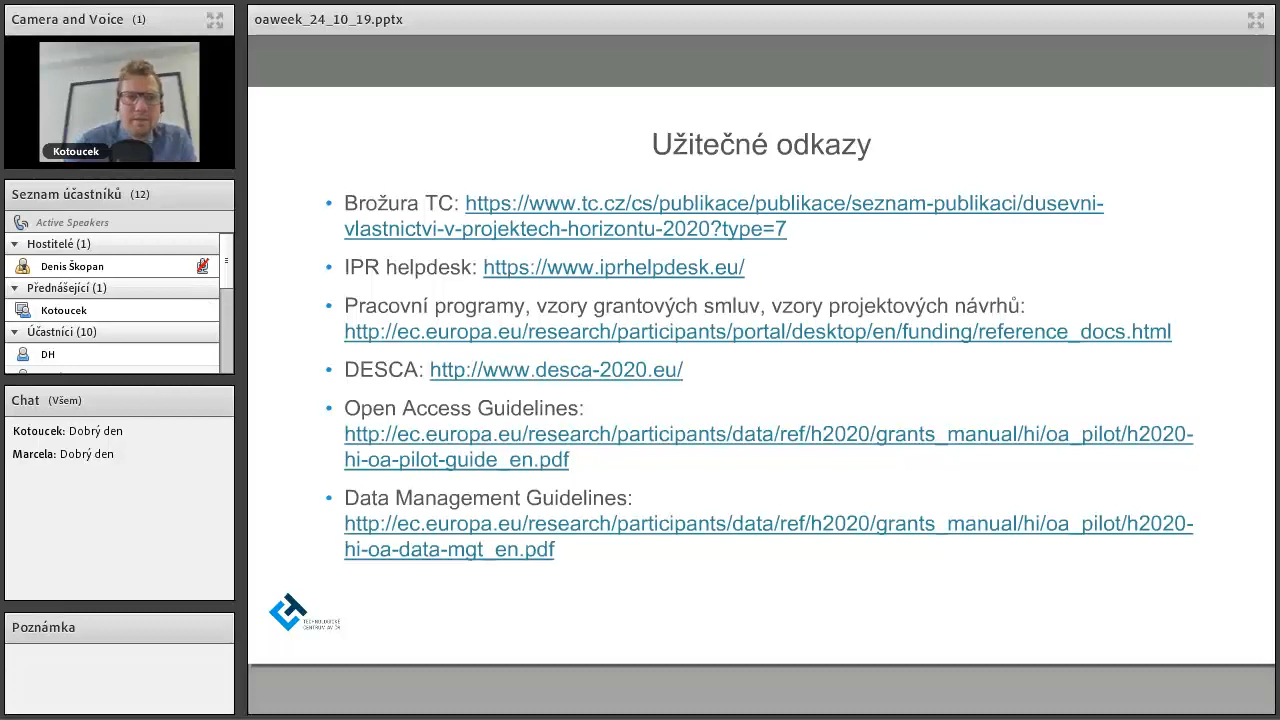 Camera and Voice (1)
Kotoucek
Seznam účastníků (12)
Active Speakers
Hostitelé (1)
Denis Škopan
Přednášející (1)
Kotoucek
Účastníci (10)
DH
Chat (Všem)
Kotoucek: Dobrý den
Marcela: Dobrý den
Poznámka
oaweek_24_10_19.pptx
Užitečné odkazy
• Brožura TC: https://www.tc.cz/cs/publikace/publikace/seznam-publikaci/dusevni-
vlastnictvi-v-projektech-horizontu-2020?type=7
• IPR helpdesk: https://www.iprhelpdesk.eu/
• Pracovní programy, vzory grantových smluv, vzory projektových návrhů:
http://ec.europa.eu/research/participants/portal/desktop/en/funding/reference_docs.html
• DESCA: http://www.desca-2020.eu/
• Open Access Guidelines:
http://ec.europa.eu/research/participants/data/ref/h2020/grants_manual/hi/oa_pilot/h2020-
hi-oa-pilot-guide_en.pdf
• Data Management Guidelines:
http://ec.europa.eu/research/participants/data/ref/h2020/grants_manual/hi/oa_pilot/h2020-
hi-oa-data-mgt_en.pdf
TECHNOLOGICKÉ
CENTRUM AV ČR